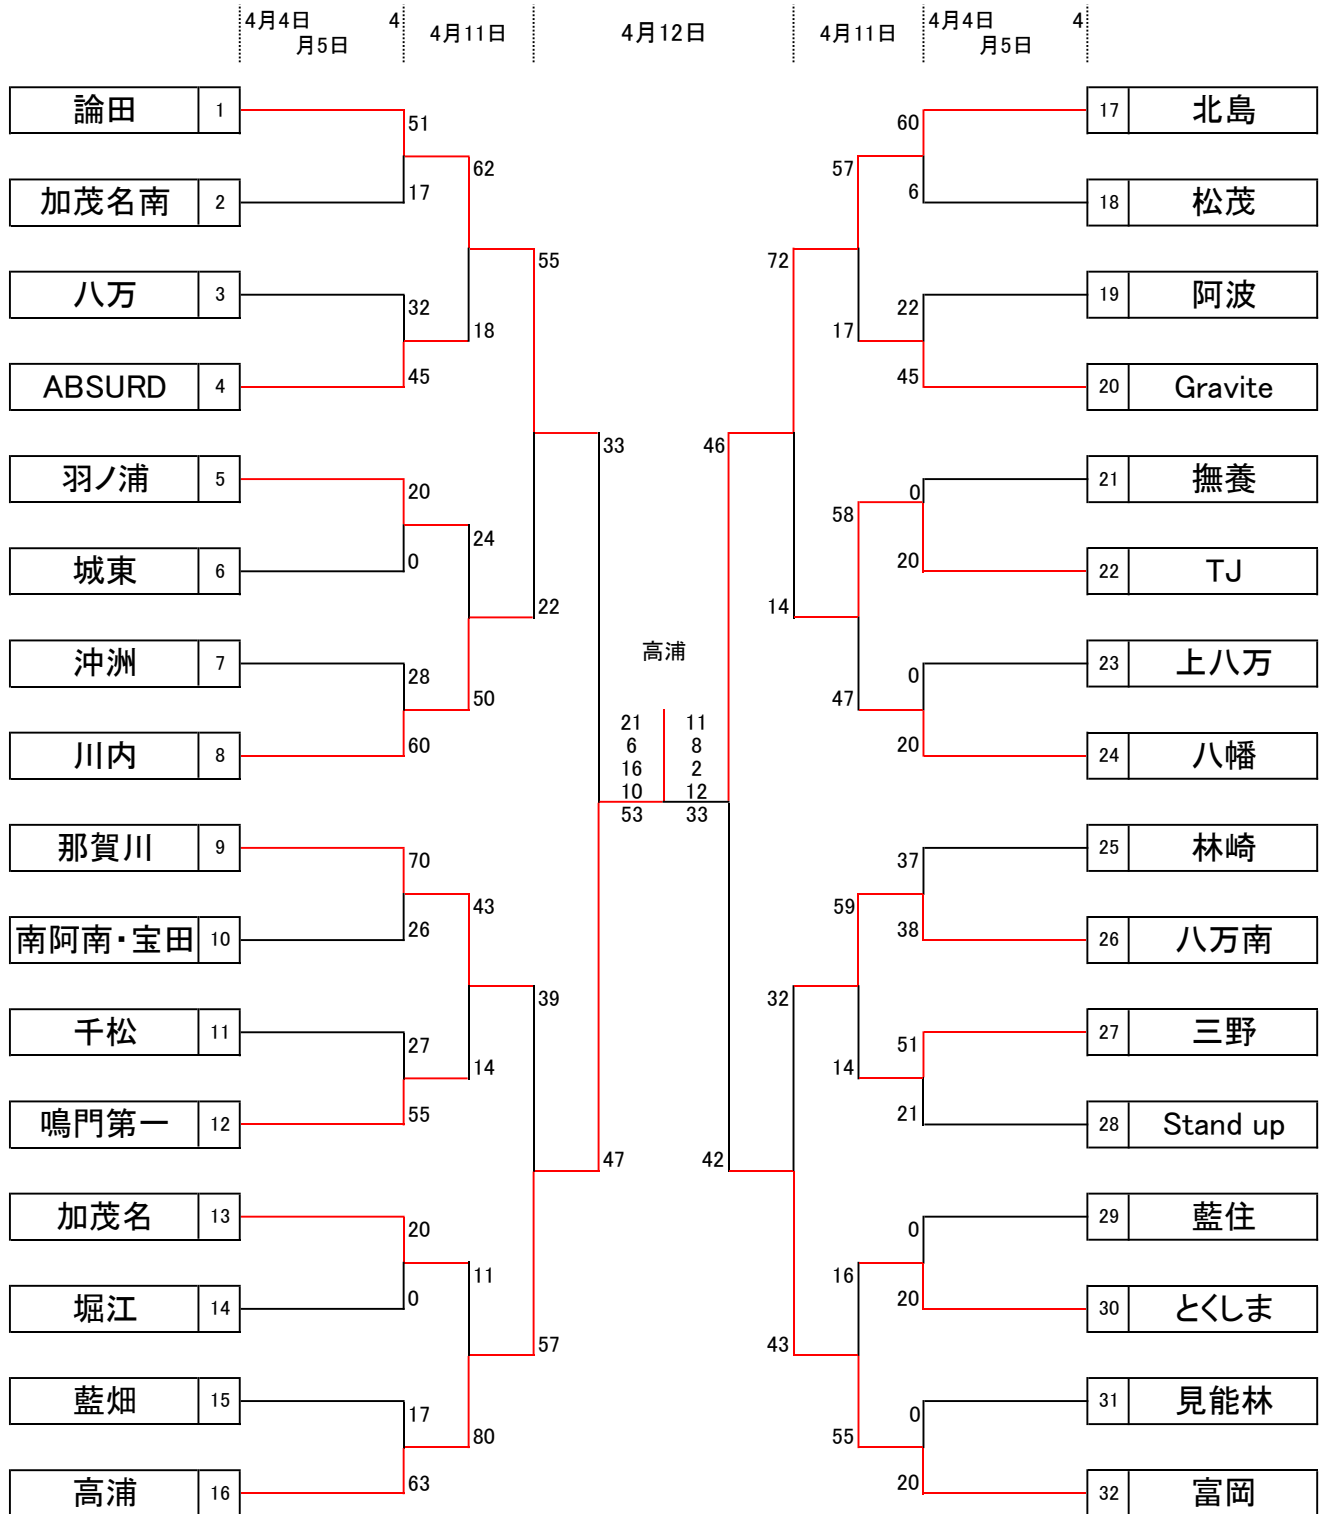 4月4日 4月5日
4月11日
4月12日
4月11日
4月4日 4月5日
論田 1
加茂名南 2
八万 3
ABSURD 4
羽ノ浦 5
城東 6
沖洲 7
川内 8
那賀川 9
南阿南・宝田 10
千松 11
鳴門第一 12
加茂名 13
堀江 14
藍畑 15
高浦 16
51
17
32
45
20
0
28
60
70
26
27
55
20
0
17
63
62
18
24
50
43
14
11
80
55
22
39
57
33
47
高浦
21 11
6 8
16 2
10 12
53 33
46
42
72
14
32
43
57
17
58
47
59
14
16
55
60
6
22
45
0
20
0
20
37
38
51
21
0
20
0
20
17 北島
18 松茂
19 阿波
20 Gravite
21 撫養
22 TJ
23 上八万
24 八幡
25 林崎
26 八万南
27 三野
28 Stand up
29 藍住
30 とくしま
31 見能林
32 富岡